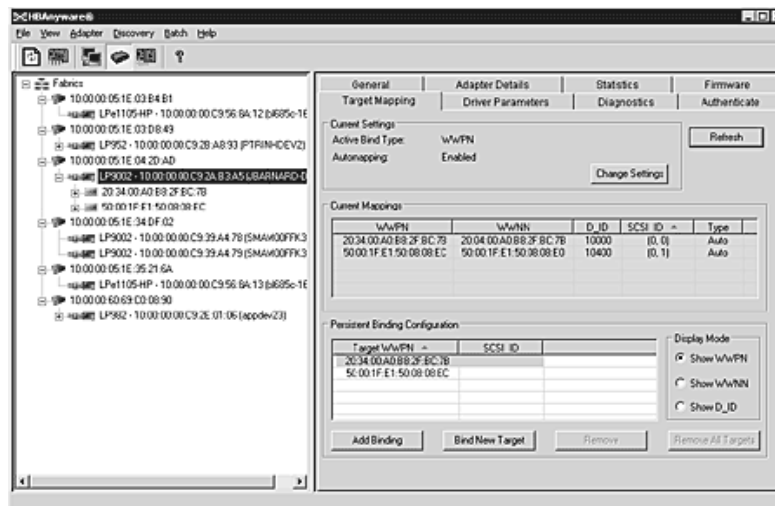 HBAnyware®
File View Adapter Discovery Batch Help
Fabrics
10:00:00:05:1E:03:B4:B1
LPe1105-HP - 10:00:00:00:C9:56:8A:12 (bl685c-1E
10:00:00:05:1E:03:D8:49
LP952 - 10:00:00:00:C9:2B:A8:93 (PTRINHDEV2)
10:00:00:05:1E:04:2D:AD
LP9002 - 10:00:00:00:C9:2A:B3:A5 (JBARNARD-D
20:34:00:A0:B8:2F:BC:7B
50:00:1F:E1:50:08:08:EC
10:00:00:05:1E:34:DF:02
LP9002 - 10:00:00:00:C9:39:A4:78 (SMAM00FFK3
LP9002 - 10:00:00:00:C9:39:A4:79 (SMAM00FFK3
10:00:00:05:1E:35:21:6A
LPe1105-HP - 10:00:00:00:C9:56:8A:13 (bl685c-1E
10:00:00:60:69:C0:08:90
LP982 - 10:00:00:00:C9:2E:01:06 (appdev23)
General Adapter Details Statstics Firmware
Target Mapping Driver Parameters Diagnostics Authenticate
Current Settings
Active Bind Type: WWPN
Automapping: Enabled
Refresh
Change Settings
Current Mappings
WWPN WWNN D_ID SCSI ID Type
20:34:00:A0:B8:2F:BC:7B 20:04:00:A0:B8:2F:BC:7B 10000 (0, 0) Auto
50:00:1F:E1:50:08:08:EC 50:00:1F:E1:50:08:08:E0 10400 (0, 1) Auto
Persistent Binding Configuration
Target WWPN SCSI ID
20:34:00:A0:B8:2F:BC:7B
50:00:1F:E1:50:08:08:EC
Display Mode
Show WWPN
Show WWNN
Show D_ID
Add Binding Bind New Target Remove Remove All Targets